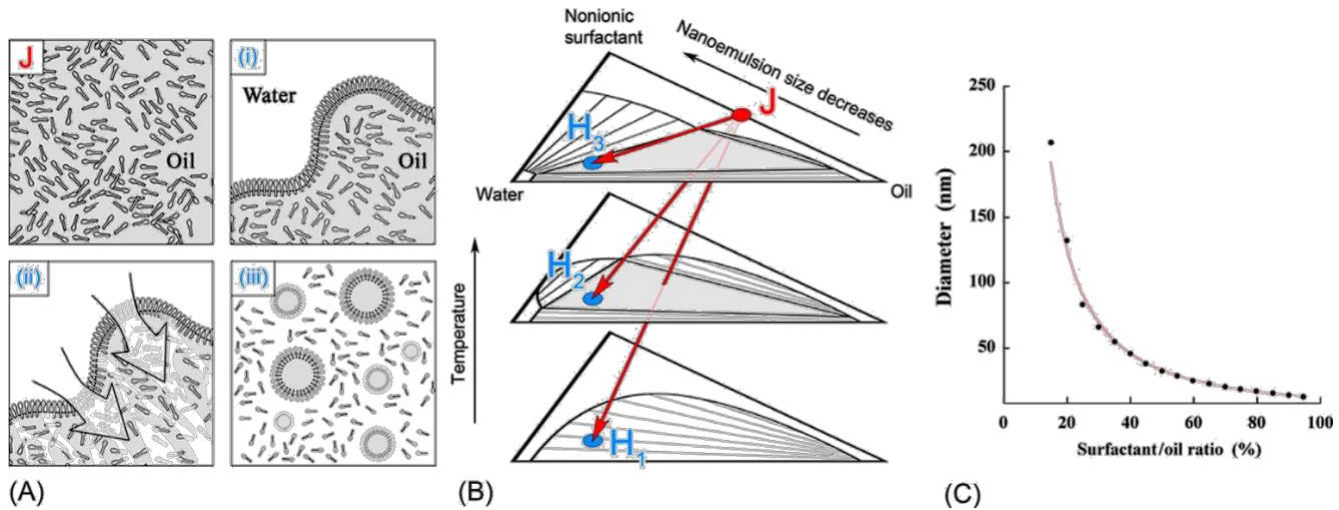 J
Oil
(i)
Water
Oil
(ii)
(iii)
(A)
Nonionic
surfactant
Nanoemulsion size decreases
J
H3
Water
Oil
H2
Temperature
H1
(B)
Diameter (nm)
250
200
150
100
50
0
20
40
60
80
100
Surfactant/oil ratio (%)
(C)